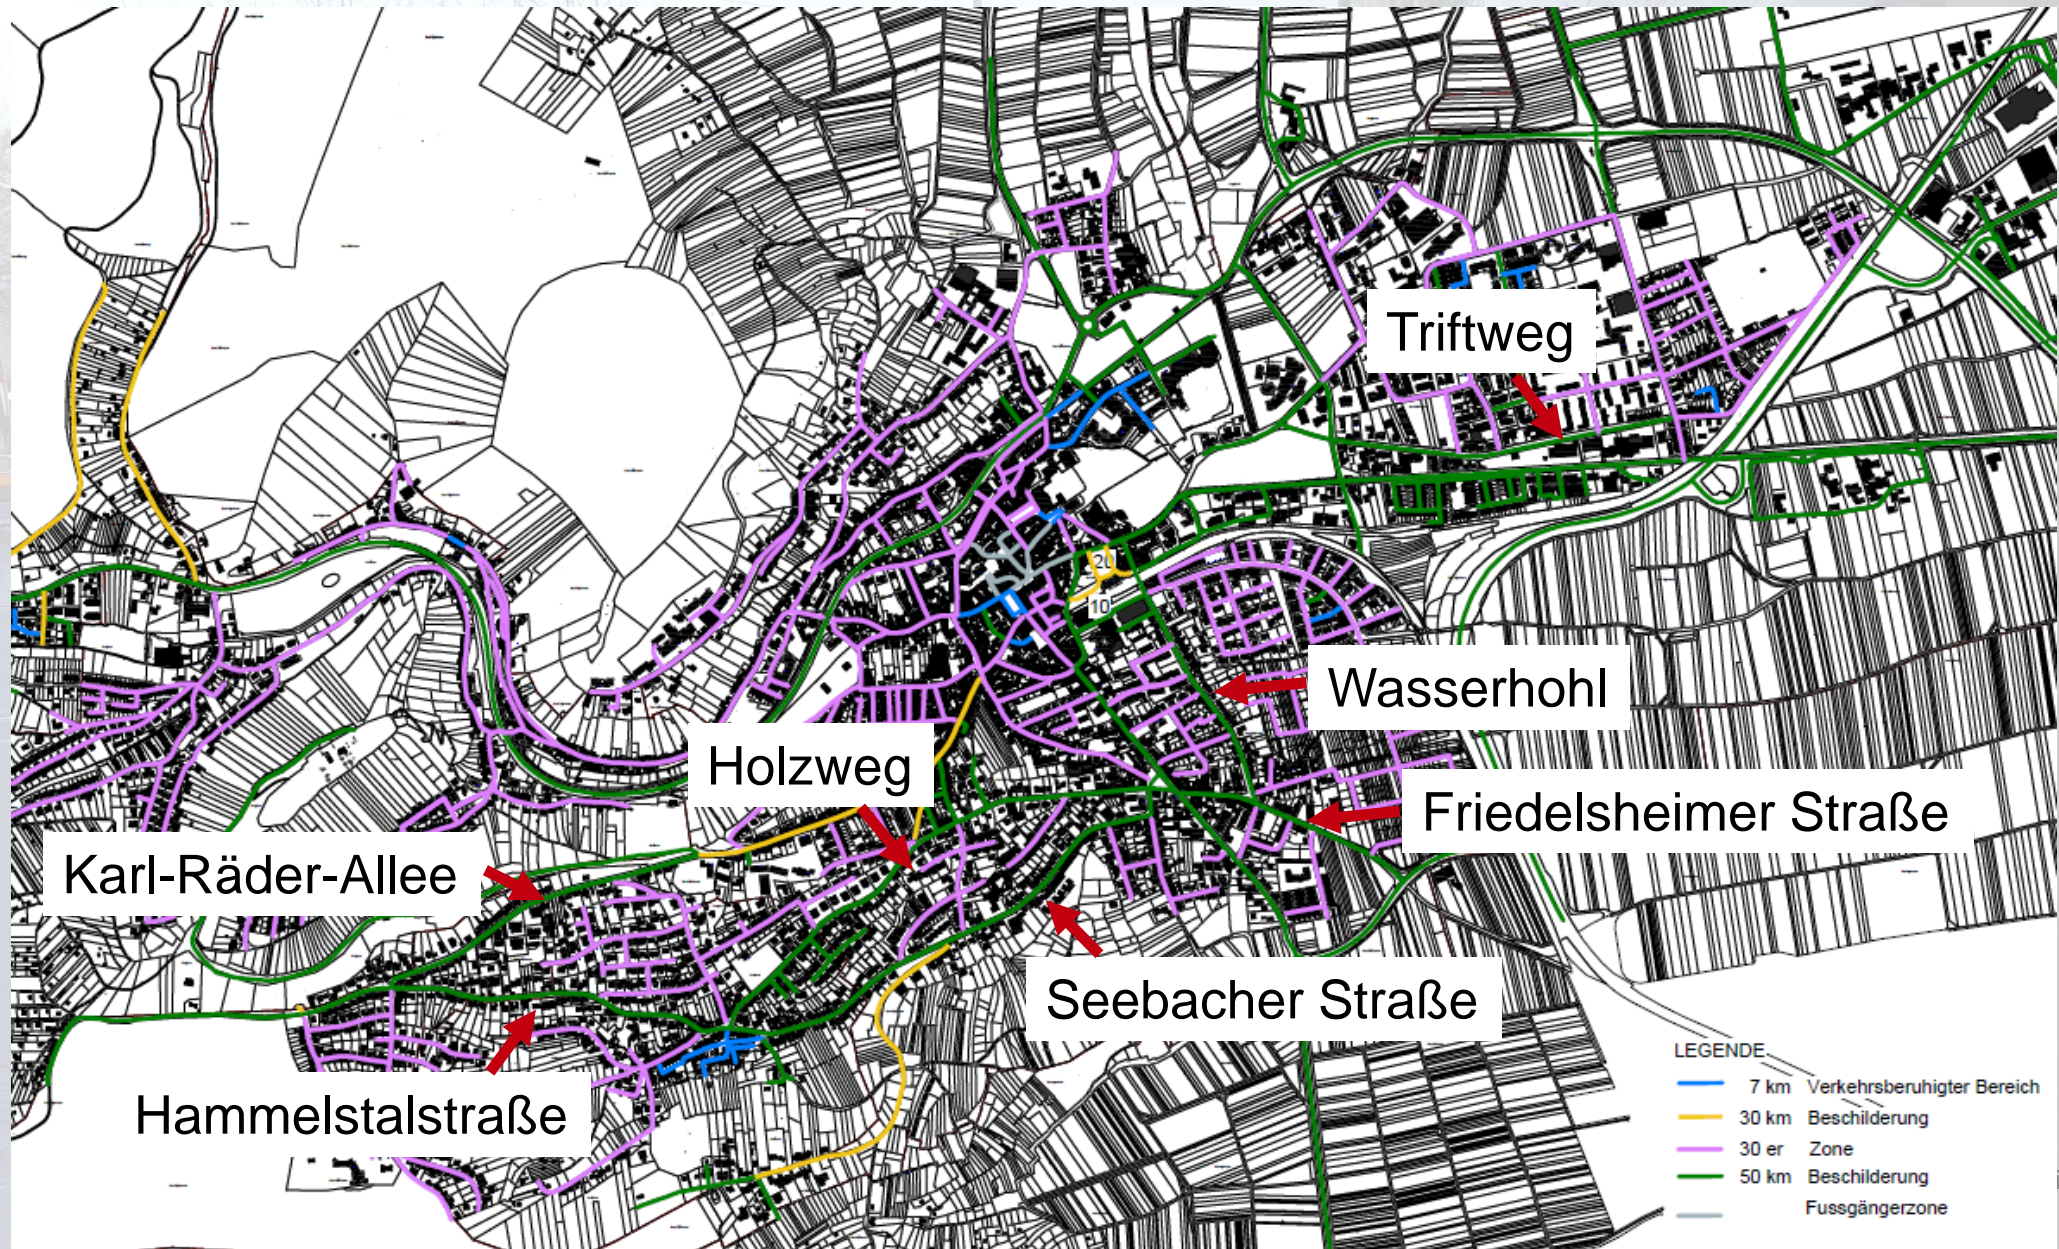 Triftweg
20
10
Wasserhohl
Holzweg
Friedelsheimer Straße
Karl-Räder-Allee
Seebacher Straße
Hammelstalstraße
LEGENDE
7 km Verkehrsberuhigter Bereich
30 km Beschilderung
30 er Zone
50 km Beschilderung
Fussgängerzone